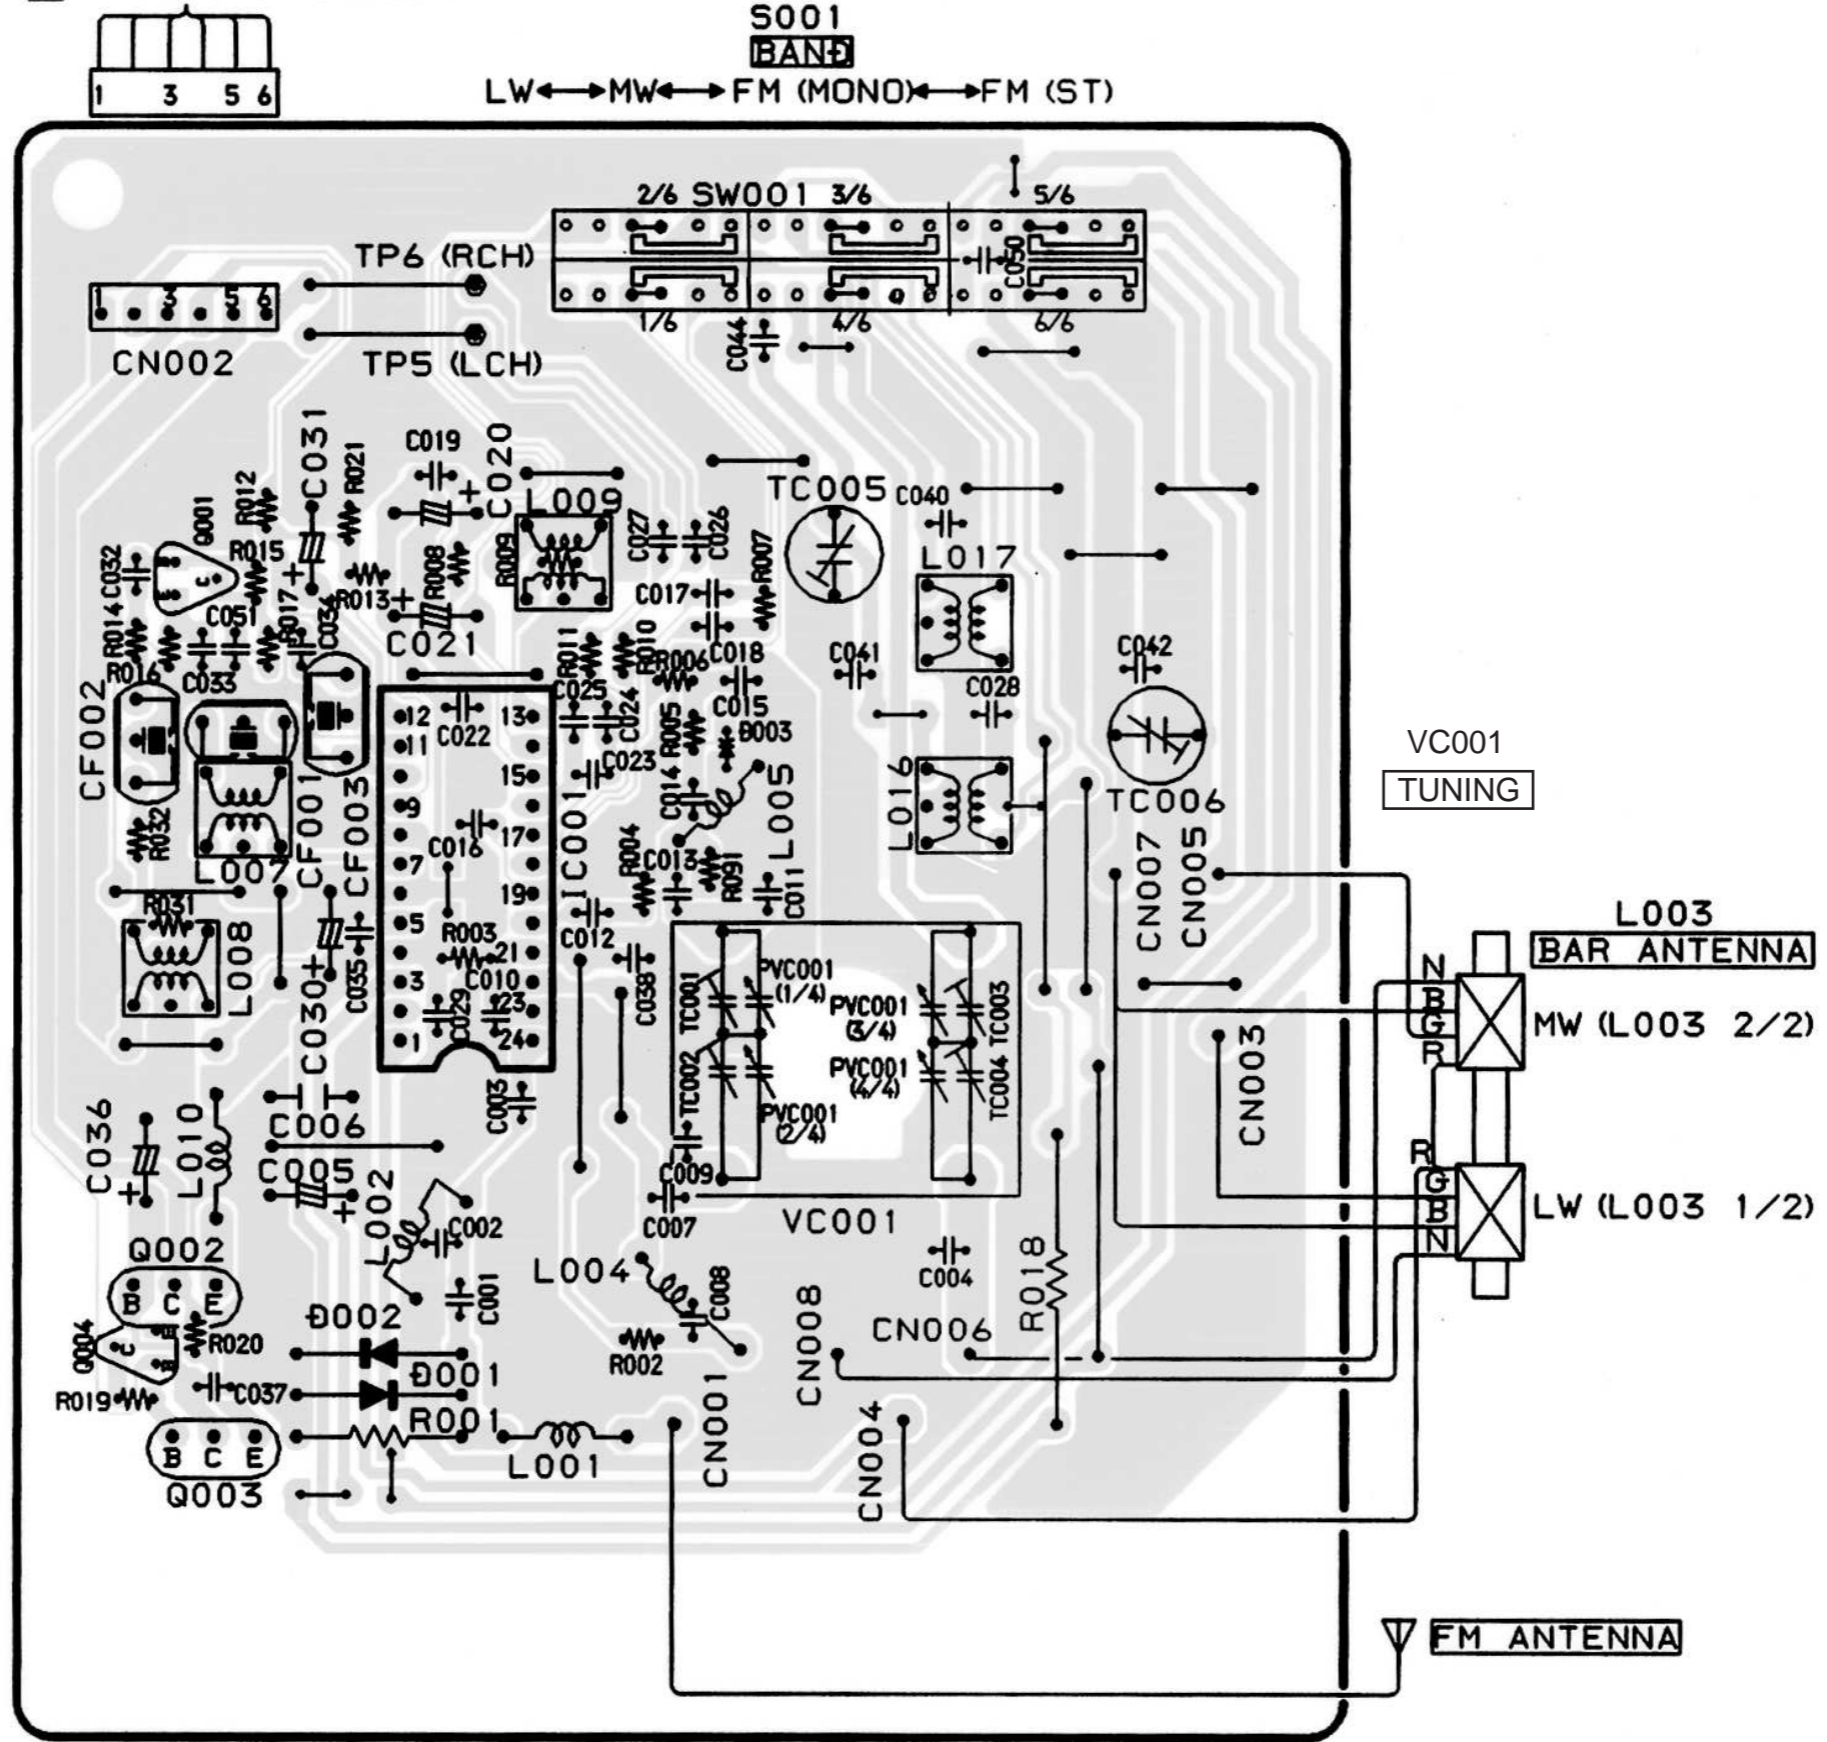 S001
BAND
1 3 5 6
LW MW FM (MONO) FM (ST)
2/6 SW001 3/6 5/6
TP6 (RCH)
C050
1 3 5 6
1/6 4/6 6/6
CN002
TP5 (LCH)
C044
C031
R021
C019
+
C020
R012
L009
TC005
C040
Q001
C032
R015
+
R008
R009
C027
C026
R007
L017
B
C
E
R014
R013
+
C017
C051
R017
C034
C021
R011
R010
R006
C018
C041
C042
R016
C033
C025
C024
C015
C028
CF002
12 13
C022
R005
D003
VC001
11
C023
TUNING
15
C014
L005
L016
TC006
9
IC001
17
R032
CF001
CF003
C016
R004
C013
R091
C011
CN007
CN005
L007
7
19
R031
L003
5
BAR ANTENNA
R003
C012
L008
C035
21
C038
TC001
PVC001
(1/4)
N
3
C010
PVC001
(3/4)
TC003
B
C030
+
C029
23
G
MW (L003 2/2)
1 24
R
TC002
PVC001
(4/4)
TC004
CN003
C036
L010
C006
C003
PVC001
(2/4)
R
+
C005
+
C009
G
L002
C002
C007
VC001
B
LW (L003 1/2)
N
Q002
L004
C004
R018
B C E
C001
C008
CN008
CN006
D002
Q004
C
B
R020
R002
D001
R019
C037
CN001
R001
CN004
B C E
L001
Q003
FM ANTENNA